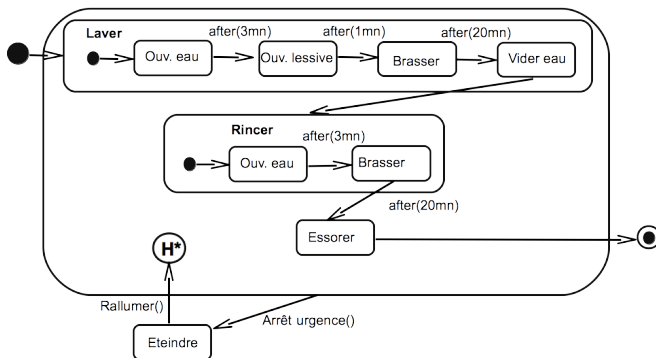 Laver
after(3mn)
after(1mn)
after(20mn)
Ouv. eau
Ouv. lessive
Brasser
Vider eau
Rincer
after(3mn)
Ouv. eau
Brasser
after(20mn)
Essorer
H*
Rallumer()
Arrêt urgence()
Eteindre